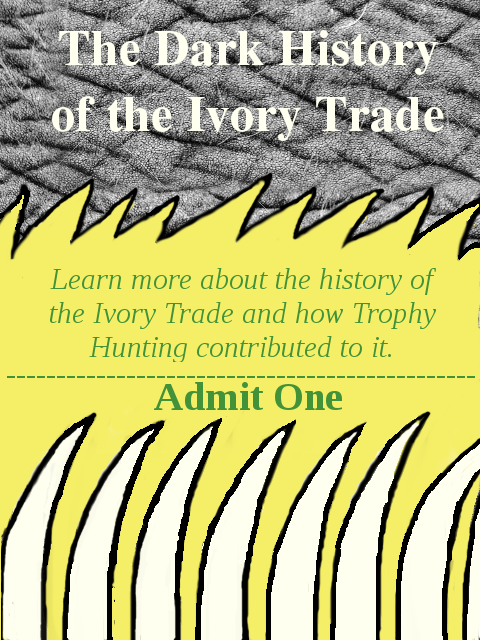 The Dark History
of the Ivory Trade
Learn more about the history of
the Ivory Trade and how Trophy
Hunting contributed to it.
Admit One